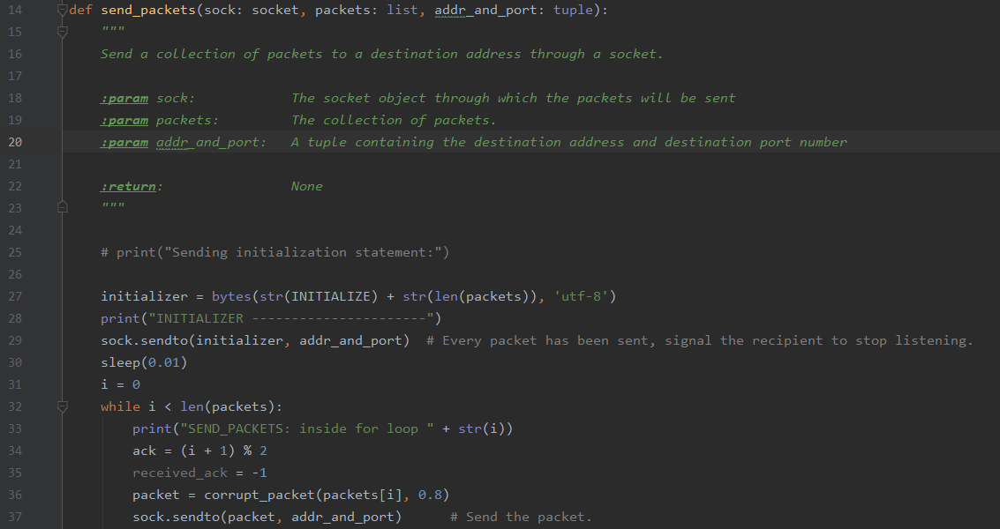 14 def send_packets(sock: socket, packets: list, addr_and_port: tuple):
15     """
16     Send a collection of packets to a destination address through a socket.
17
18     :param sock:            The socket object through which the packets will be sent
19     :param packets:         The collection of packets.
20     :param addr_and_port:   A tuple containing the destination address and destination port number
21
22     :return:                None
23     """
24
25     # print("Sending initialization statement:")
26
27     initializer = bytes(str(INITIALIZE) + str(len(packets)), 'utf-8')
28     print("INITIALIZER ----------------------")
29     sock.sendto(initializer, addr_and_port)  # Every packet has been sent, signal the recipient to stop listening.
30     sleep(0.01)
31     i = 0
32     while i < len(packets):
33         print("SEND_PACKETS: inside for loop " + str(i))
34         ack = (i + 1) % 2
35         received_ack = -1
36         packet = corrupt_packet(packets[i], 0.8)
37         sock.sendto(packet, addr_and_port)      # Send the packet.